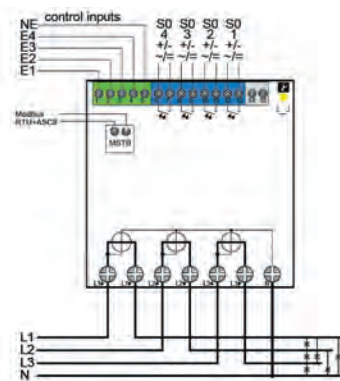 NE control inputs S0 S0 S0 S0
E4 4 3 2 1
E3 +/- +/- +/- +/-
E2 ~/= ~/= ~/= ~/=
E1
Modbus
RTU+ASCII
MSTB
L1
L2
L3
N